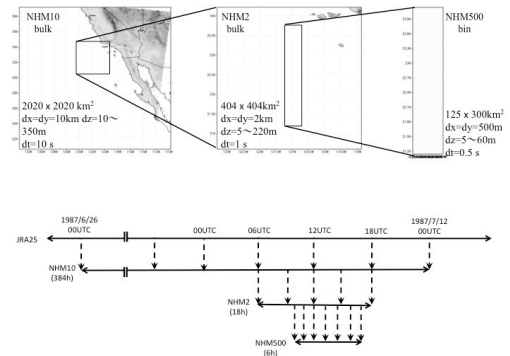 NHM10
bulk
2020 x 2020 km²
dx=dy=10km dz=10～
350m
dt=10 s
NHM2
bulk
404 x 404km²
dx=dy=2km
dz=5～220m
dt=1 s
NHM500
bin
125 x 300km²
dx=dy=500m
dz=5～60m
dt=0.5 s
1987/6/26
00UTC
00UTC
06UTC
12UTC
18UTC
1987/7/12
00UTC
JRA25
NHM10
(384h)
NHM2
(18h)
NHM500
(6h)